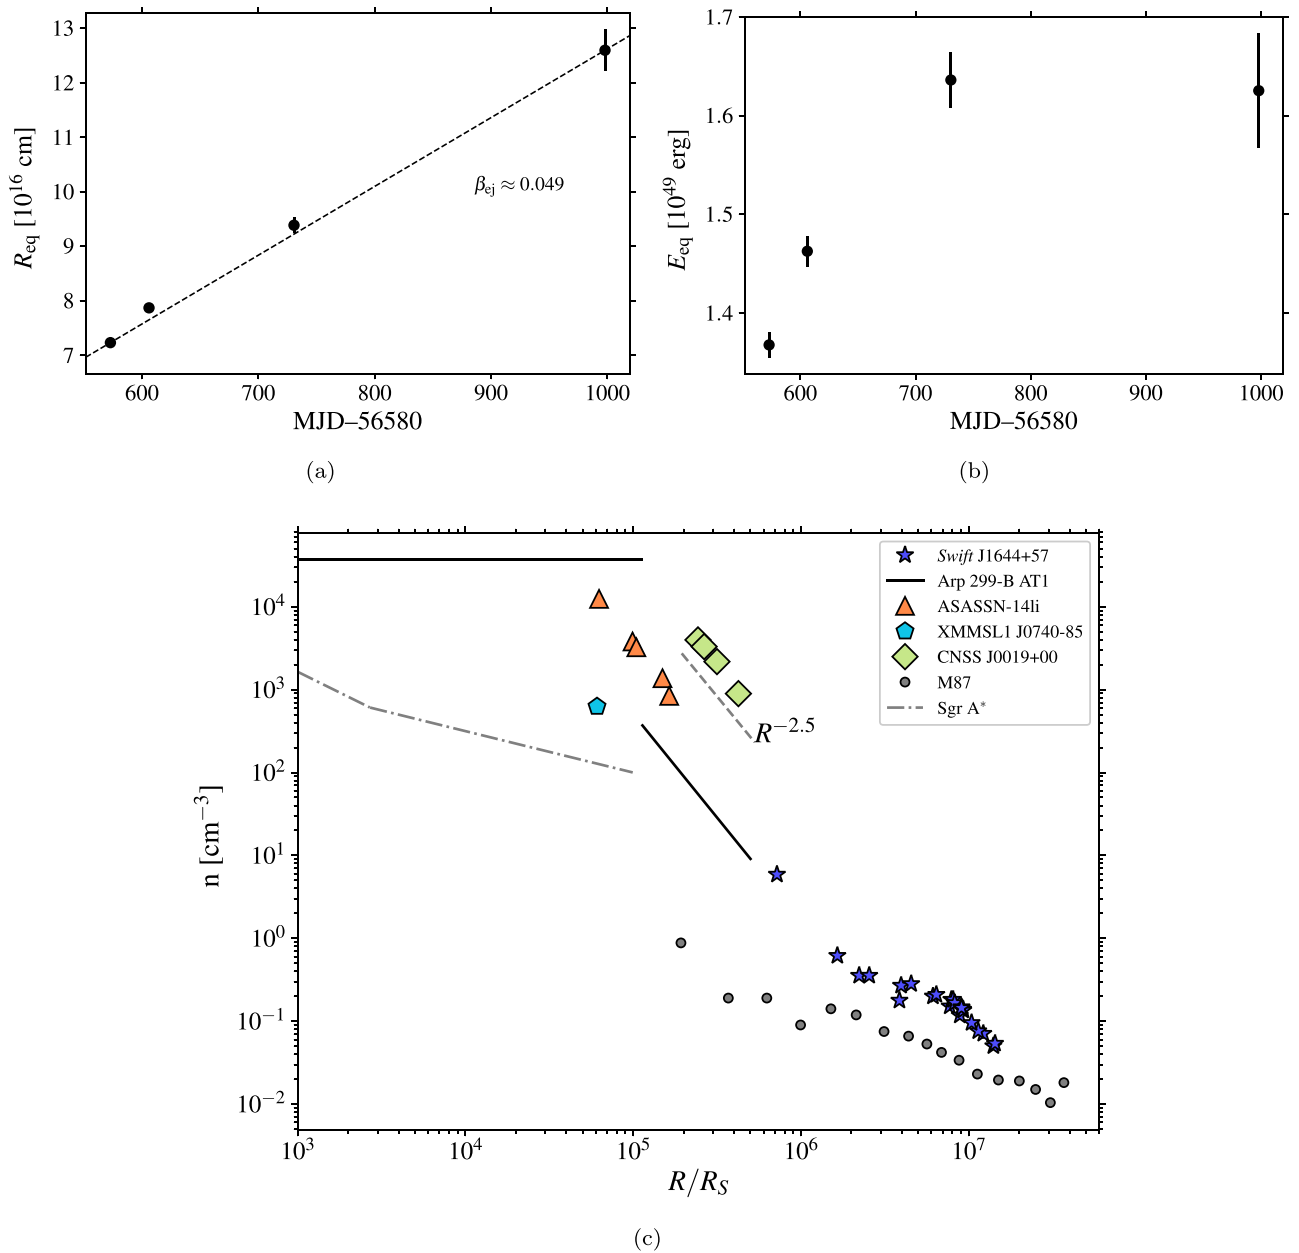 13
12
11
10
9
8
7
R_eq [10^16 cm]
β_ej ≈ 0.049
600 700 800 900 1000
MJD–56580
(a)
1.7
1.6
1.5
1.4
E_eq [10^49 erg]
600 700 800 900 1000
MJD–56580
(b)
Swift J1644+57
Arp 299-B AT1
ASASSN-14li
XMMSL1 J0740-85
CNSS J0019+00
M87
Sgr A*
R^−2.5
10^4
10^3
10^2
10^1
10^0
10^−1
10^−2
n [cm^−3]
10^3 10^4 10^5 10^6 10^7
R/R_S
(c)